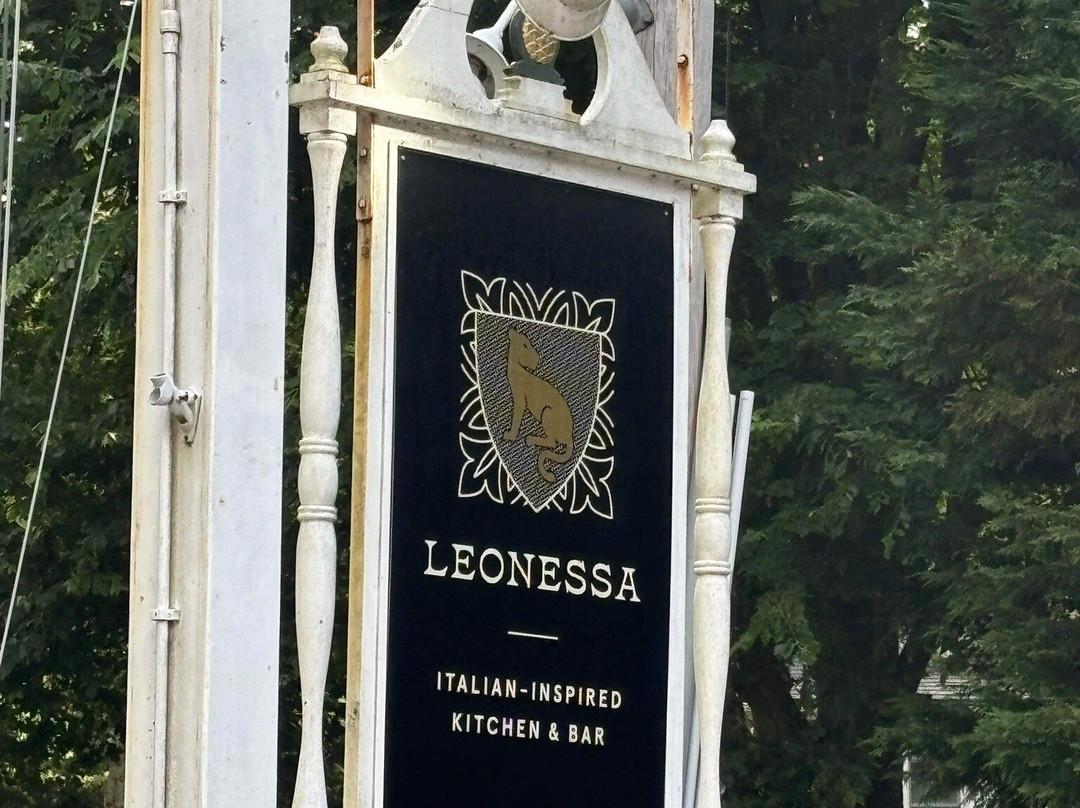 LEONESSA
ITALIAN-INSPIRED
KITCHEN & BAR